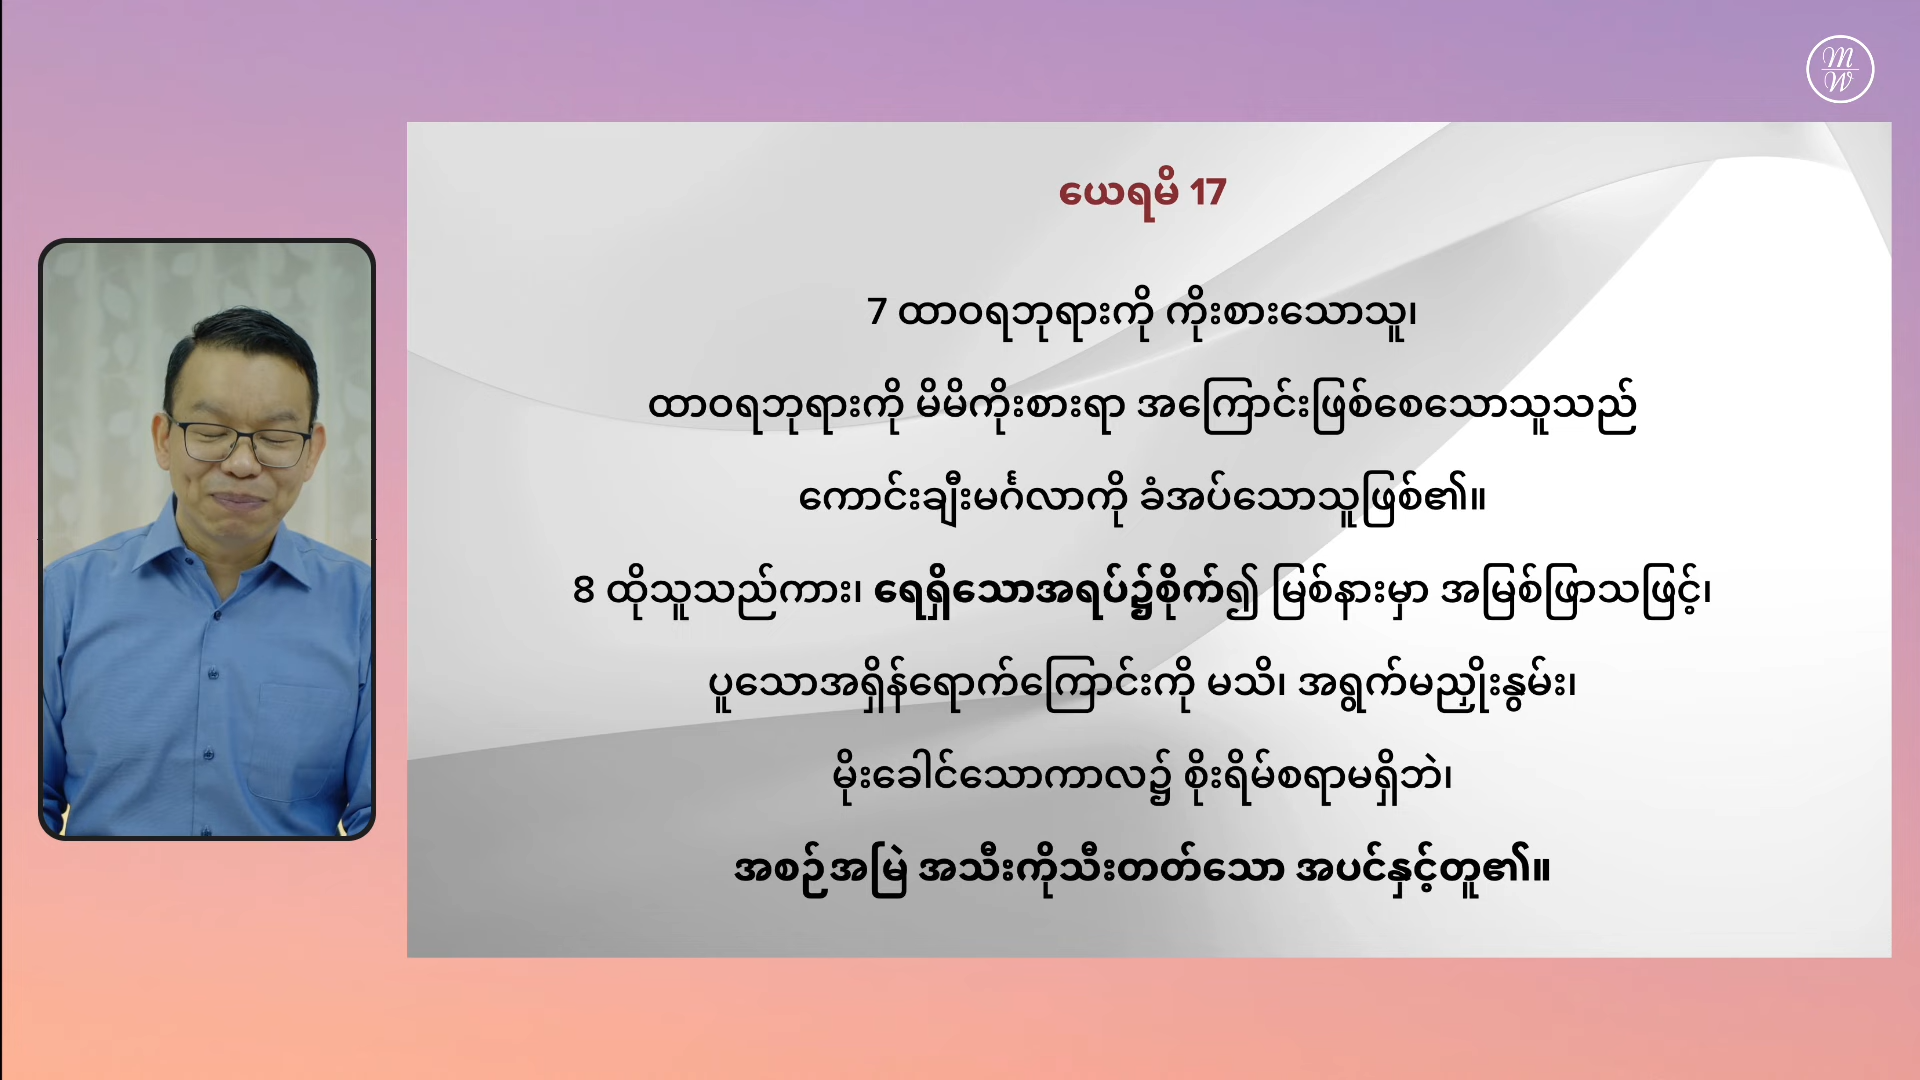 M
W
ယေရမိ 17
7 ထာဝရဘုရားကို ကိုးစားသောသူ၊
ထာဝရဘုရားကို မိမိကိုးစားရာ အကြောင်းဖြစ်စေသောသူသည်
ကောင်းချီးမင်္ဂလာကို ခံအပ်သောသူဖြစ်၏။
8 ထိုသူသည်ကား၊ ရေရှိသောအရပ်၌စိုက်၍ မြစ်နားမှာ အမြစ်ဖြာသဖြင့်၊
ပူသောအရှိန်ရောက်ကြောင်းကို မသိ၊ အရွက်မညှိုးနွမ်း၊
မိုးခေါင်သောကာလ၌ စိုးရိမ်စရာမရှိဘဲ၊
အစဉ်အမြဲ အသီးကိုသီးတတ်သော အပင်နှင့်တူ၏။